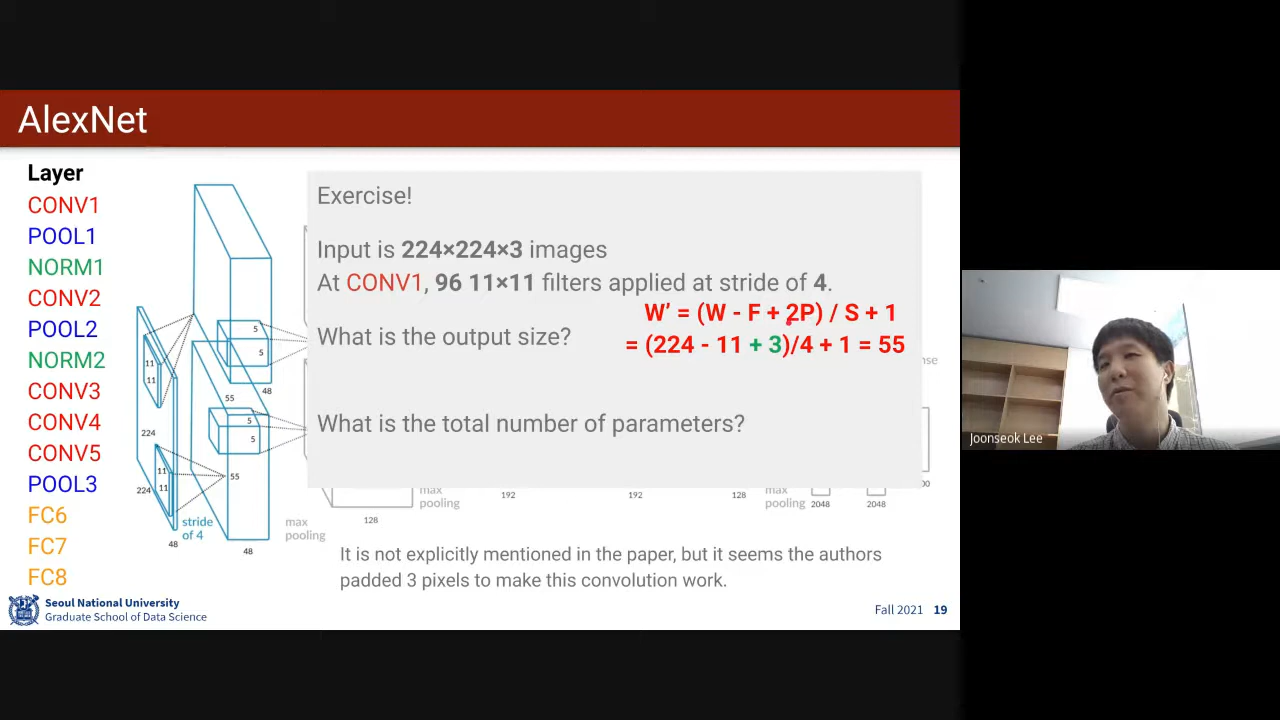 AlexNet
Layer
CONV1
POOL1
NORM1
CONV2
POOL2
NORM2
CONV3
CONV4
CONV5
POOL3
FC6
FC7
FC8
Exercise!
Input is 224×224×3 images
At CONV1, 96 11×11 filters applied at stride of 4.
W’ = (W - F + 2P) / S + 1
What is the output size?
= (224 - 11 + 3)/4 + 1 = 55
What is the total number of parameters?
5
5
48
55
11
11
224
5
5
55
11
11
224
stride
of 4
48
48
max
pooling
128
max
pooling
192
192
128
max
pooling
2048
2048
It is not explicitly mentioned in the paper, but it seems the authors
padded 3 pixels to make this convolution work.
Seoul National University
Graduate School of Data Science
Fall 2021 19
Joonseok Lee